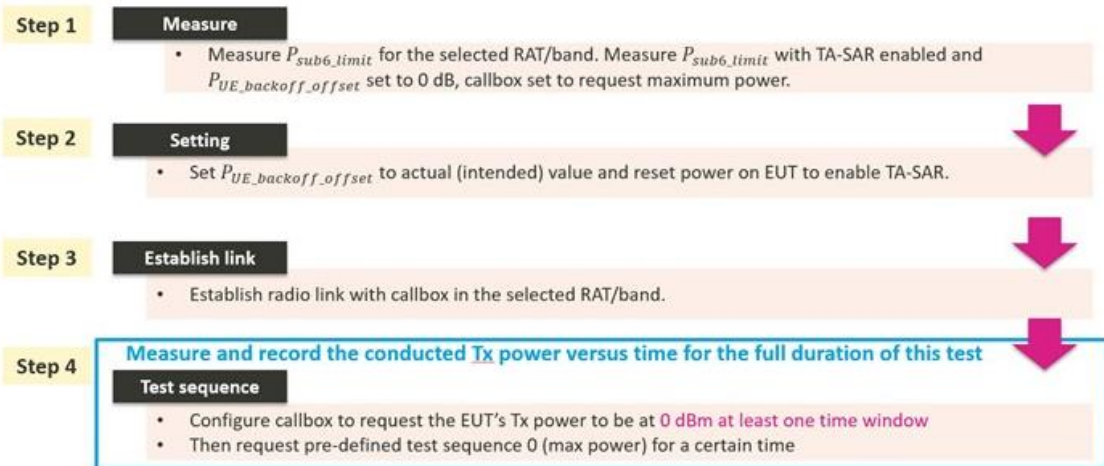 Step 1
Measure
• Measure P_sub6_limit for the selected RAT/band. Measure P_sub6_limit with TA-SAR enabled and
P_UE_backoff_offset set to 0 dB, callbox set to request maximum power.
Step 2
Setting
• Set P_UE_backoff_offset to actual (intended) value and reset power on EUT to enable TA-SAR.
Step 3
Establish link
• Establish radio link with callbox in the selected RAT/band.
Step 4
Measure and record the conducted Tx power versus time for the full duration of this test
Test sequence
• Configure callbox to request the EUT's Tx power to be at 0 dBm at least one time window
• Then request pre-defined test sequence 0 (max power) for a certain time